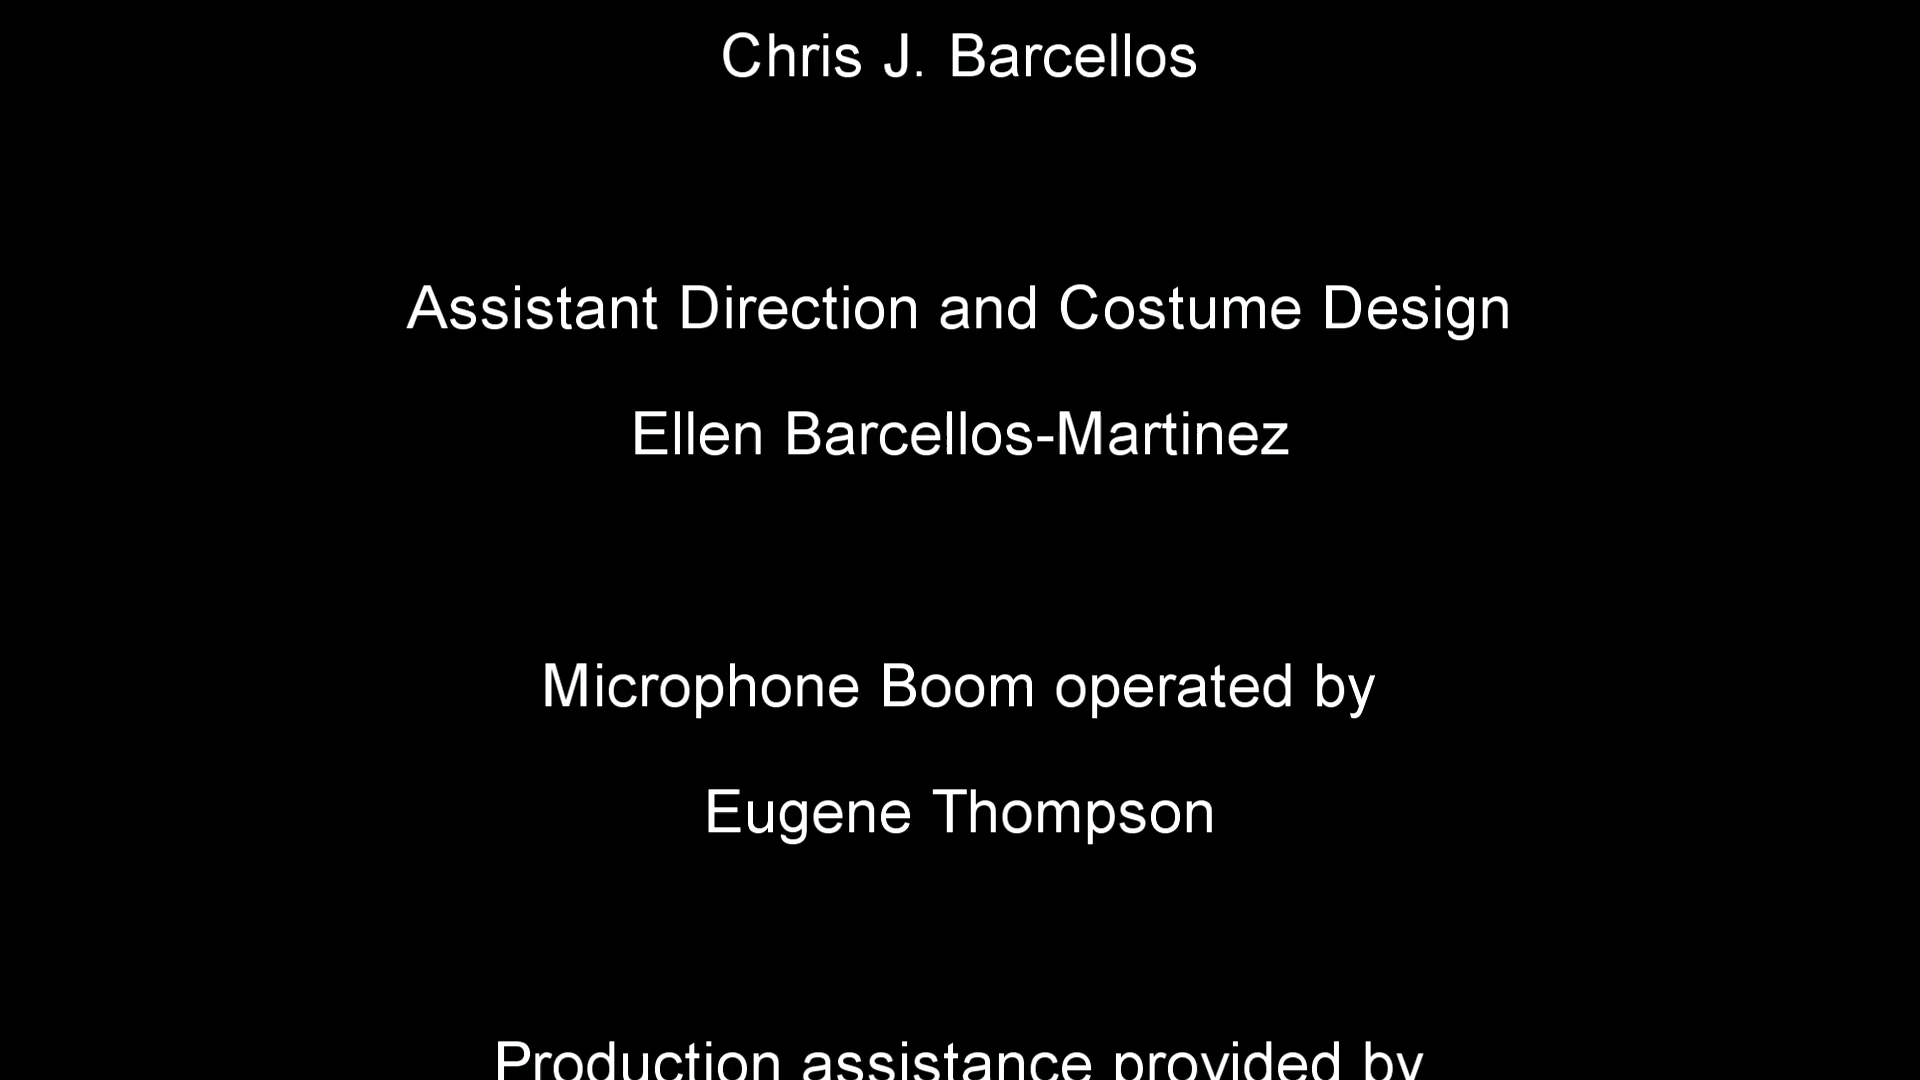 Chris J. Barcellos
Assistant Direction and Costume Design
Ellen Barcellos-Martinez
Microphone Boom operated by
Eugene Thompson
Production assistance provided by